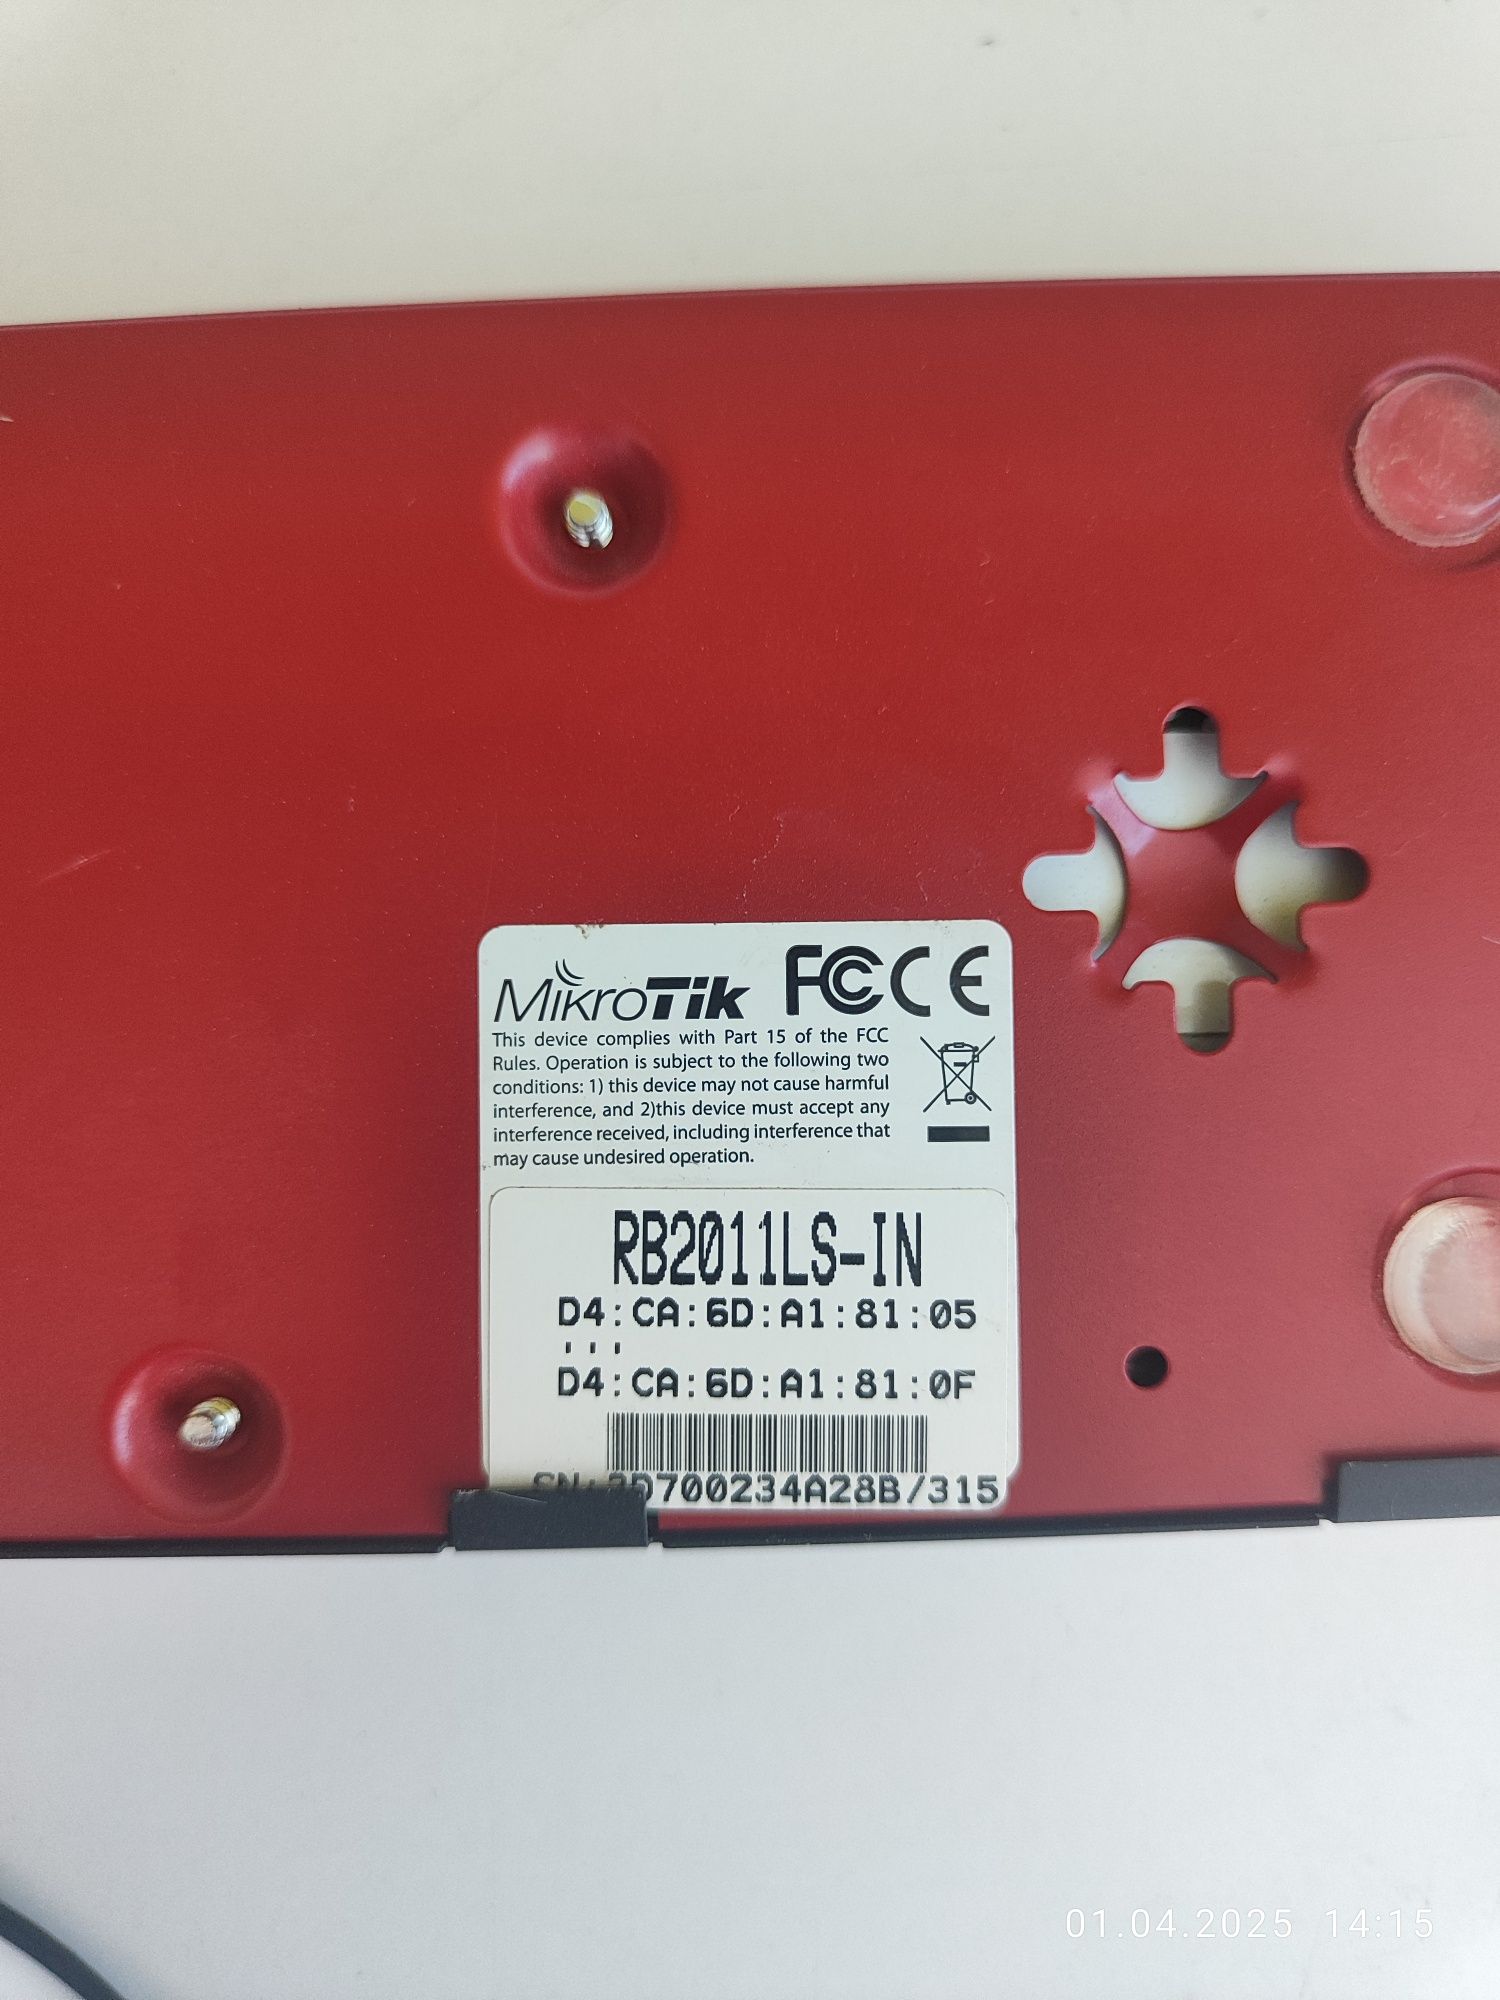 MikroTik FC CE
This device complies with Part 15 of the FCC
Rules. Operation is subject to the following two
conditions: 1) this device may not cause harmful
interference, and 2)this device must accept any
interference received, including interference that
may cause undesired operation.
RB2011LS-IN
D4:CA:6D:A1:81:05
...
D4:CA:6D:A1:81:0F
700234A28B/315
01.04.2025 14:15